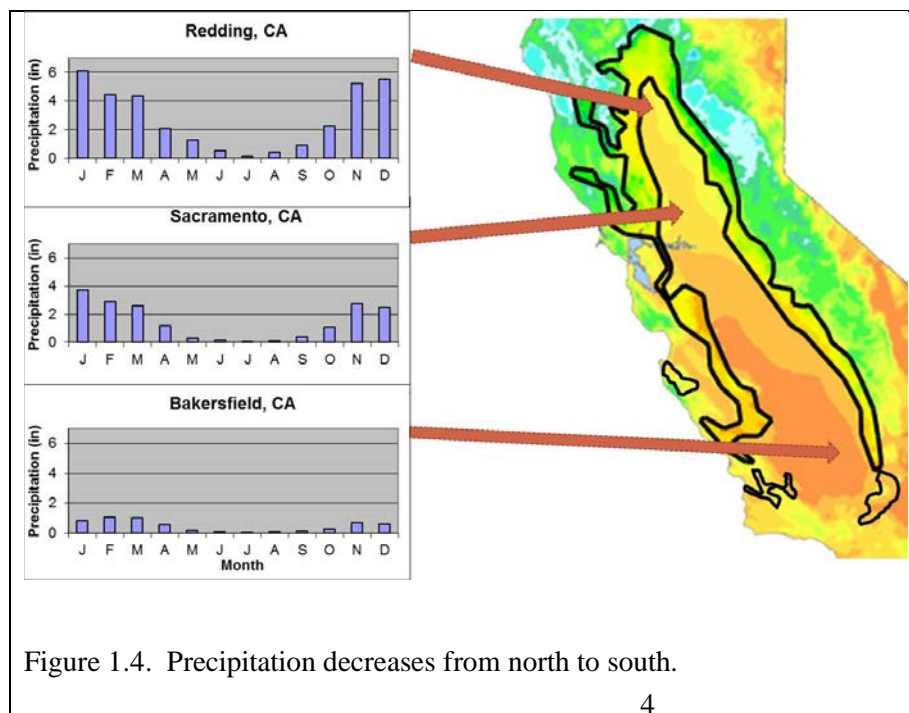 Redding, CA
Precipitation (in)
6
4
2
0
J F M A M J J A S O N D
Sacramento, CA
Precipitation (in)
6
4
2
0
J F M A M J J A S O N D
Bakersfield, CA
Precipitation (in)
6
4
2
0
J F M A M J J A S O N D
Month
Figure 1.4. Precipitation decreases from north to south.
4